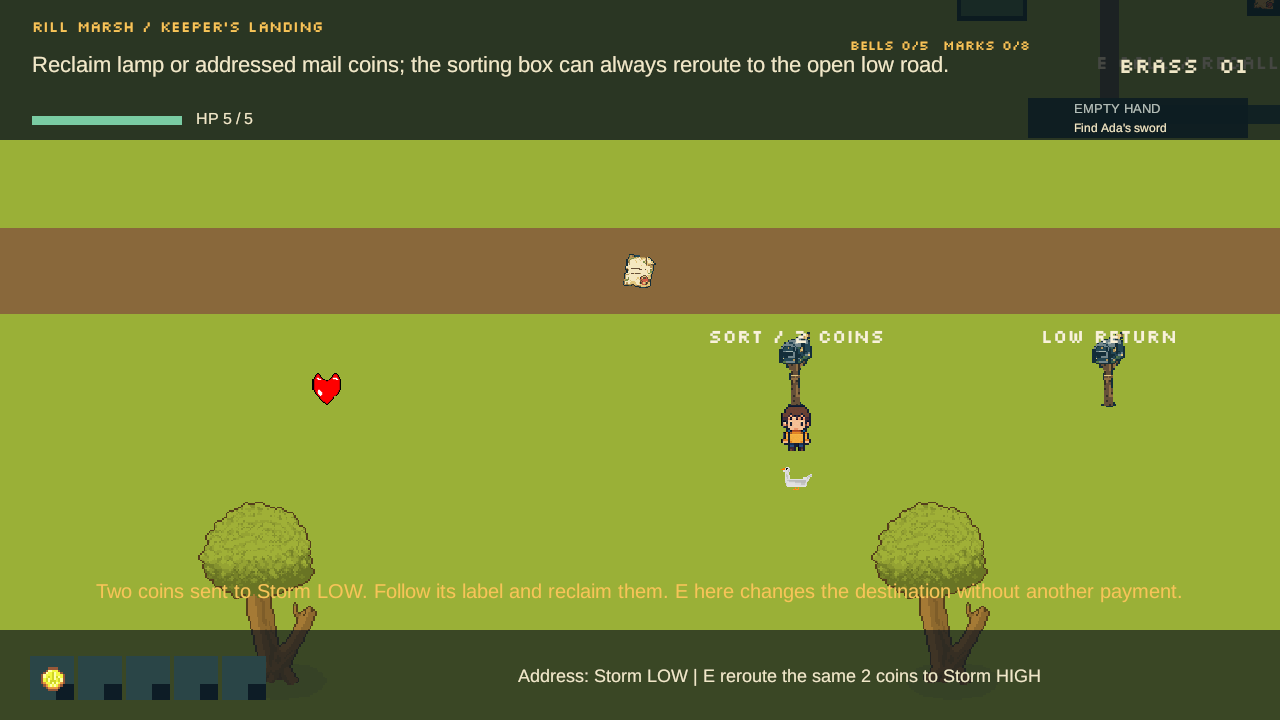 RILL MARSH / KEEPER'S LANDING
BELLS 0/5 MARKS 0/8
Reclaim lamp or addressed mail coins; the sorting box can always reroute to the open low road.
BRASS 01
HP 5 / 5
EMPTY HAND
Find Ada's sword
SORT / 2 COINS
LOW RETURN
Two coins sent to Storm LOW. Follow its label and reclaim them. E here changes the destination without another payment.
Address: Storm LOW | E reroute the same 2 coins to Storm HIGH